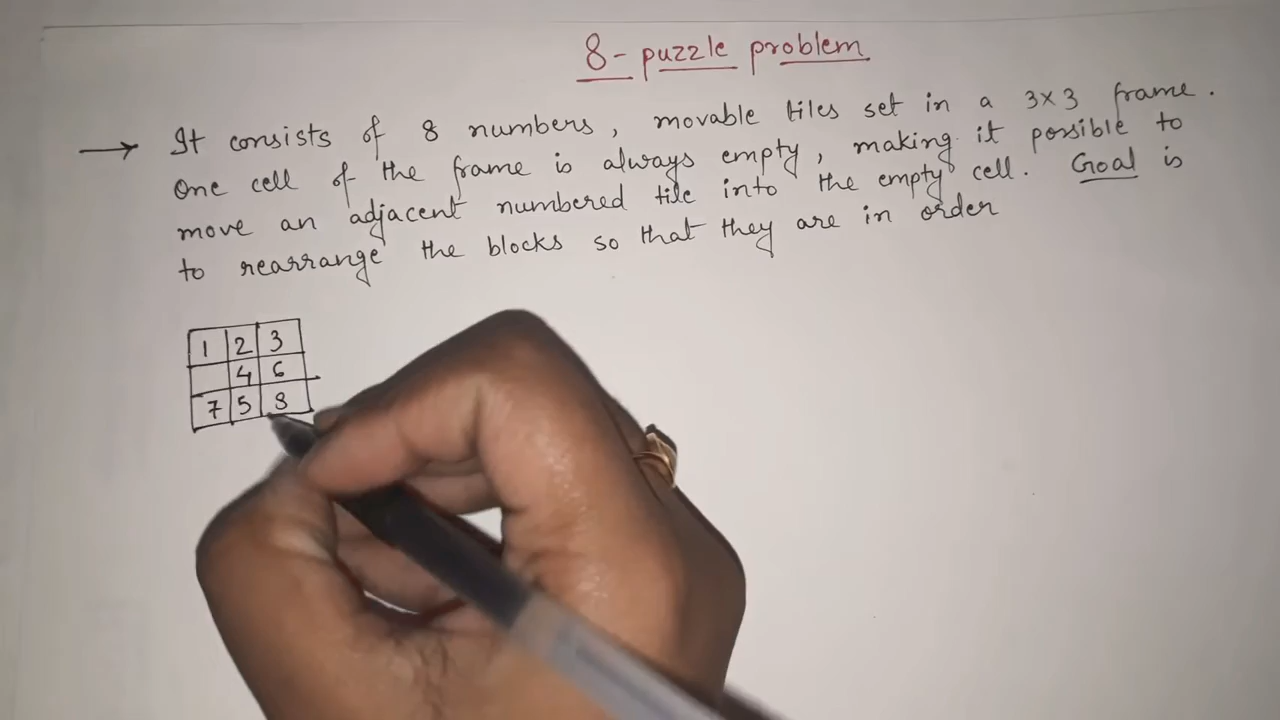 8-puzzle problem
→ It consists of 8 numbers, movable tiles set in a 3×3 frame.
One cell of the frame is always empty, making it possible to
move an adjacent numbered tile into the empty cell. Goal is
to rearrange the blocks so that they are in order
1 2 3
4 6
7 5 8